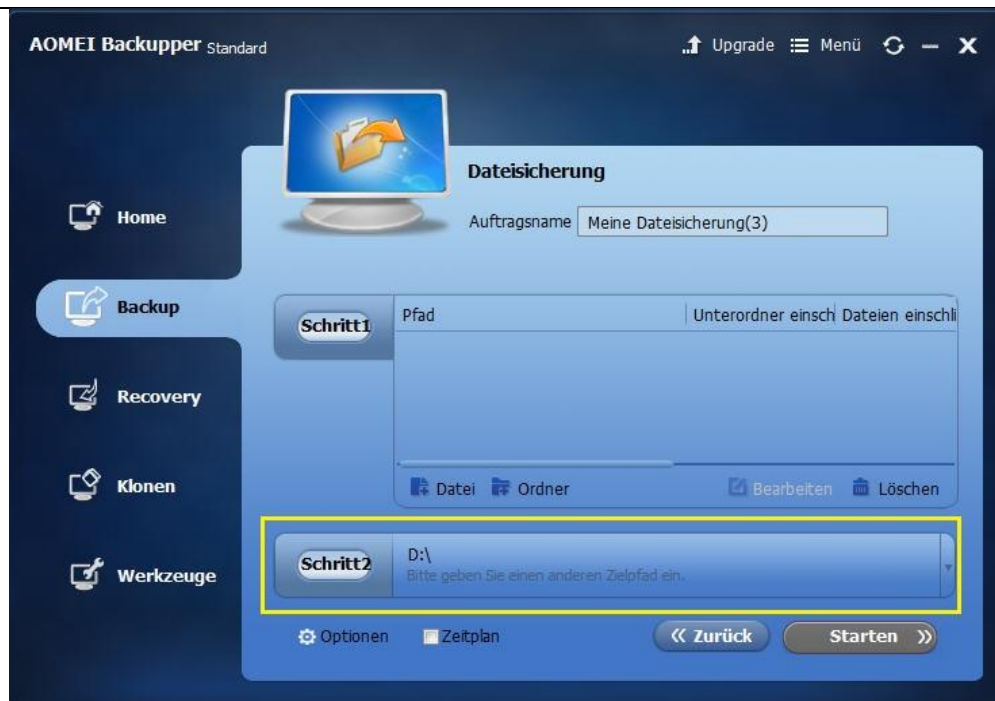 AOMEI Backupper Standard
Upgrade Menü
Dateisicherung
Auftragsname Meine Dateisicherung(3)
Home
Backup
Recovery
Klonen
Werkzeuge
Schritt1
Pfad Unterordner einsch Dateien einschli
Datei Ordner Bearbeiten Löschen
Schritt2
D:\
Bitte geben Sie einen anderen Zielpfad ein.
Optionen Zeitplan « Zurück Starten »